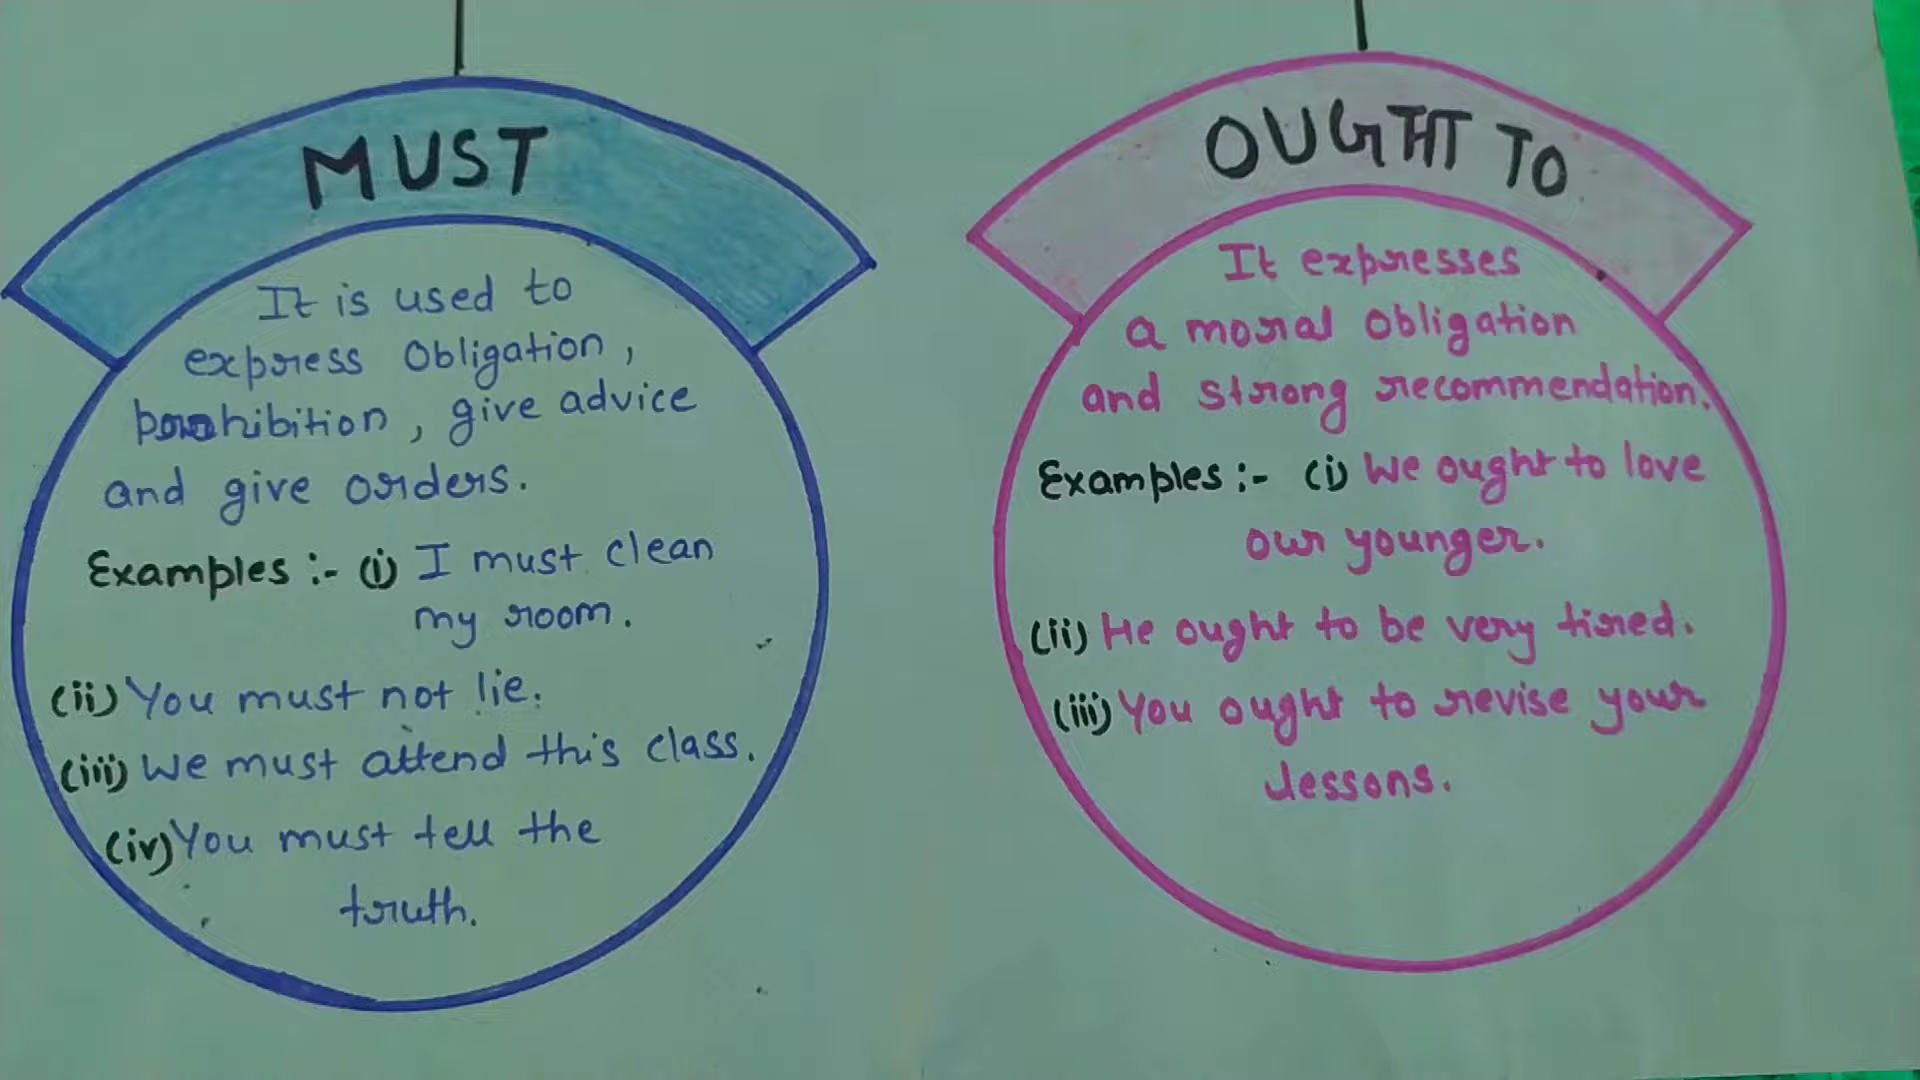 MUST
It is used to
express obligation,
prohibition, give advice
and give orders.
Examples :- (i) I must clean
my room.
(ii) You must not lie.
(iii) We must attend this class.
(iv) You must tell the
truth.
OUGHT TO
It expresses
a moral obligation
and strong recommendation.
Examples :- (i) We ought to love
our younger.
(ii) He ought to be very tired.
(iii) You ought to revise your
lessons.